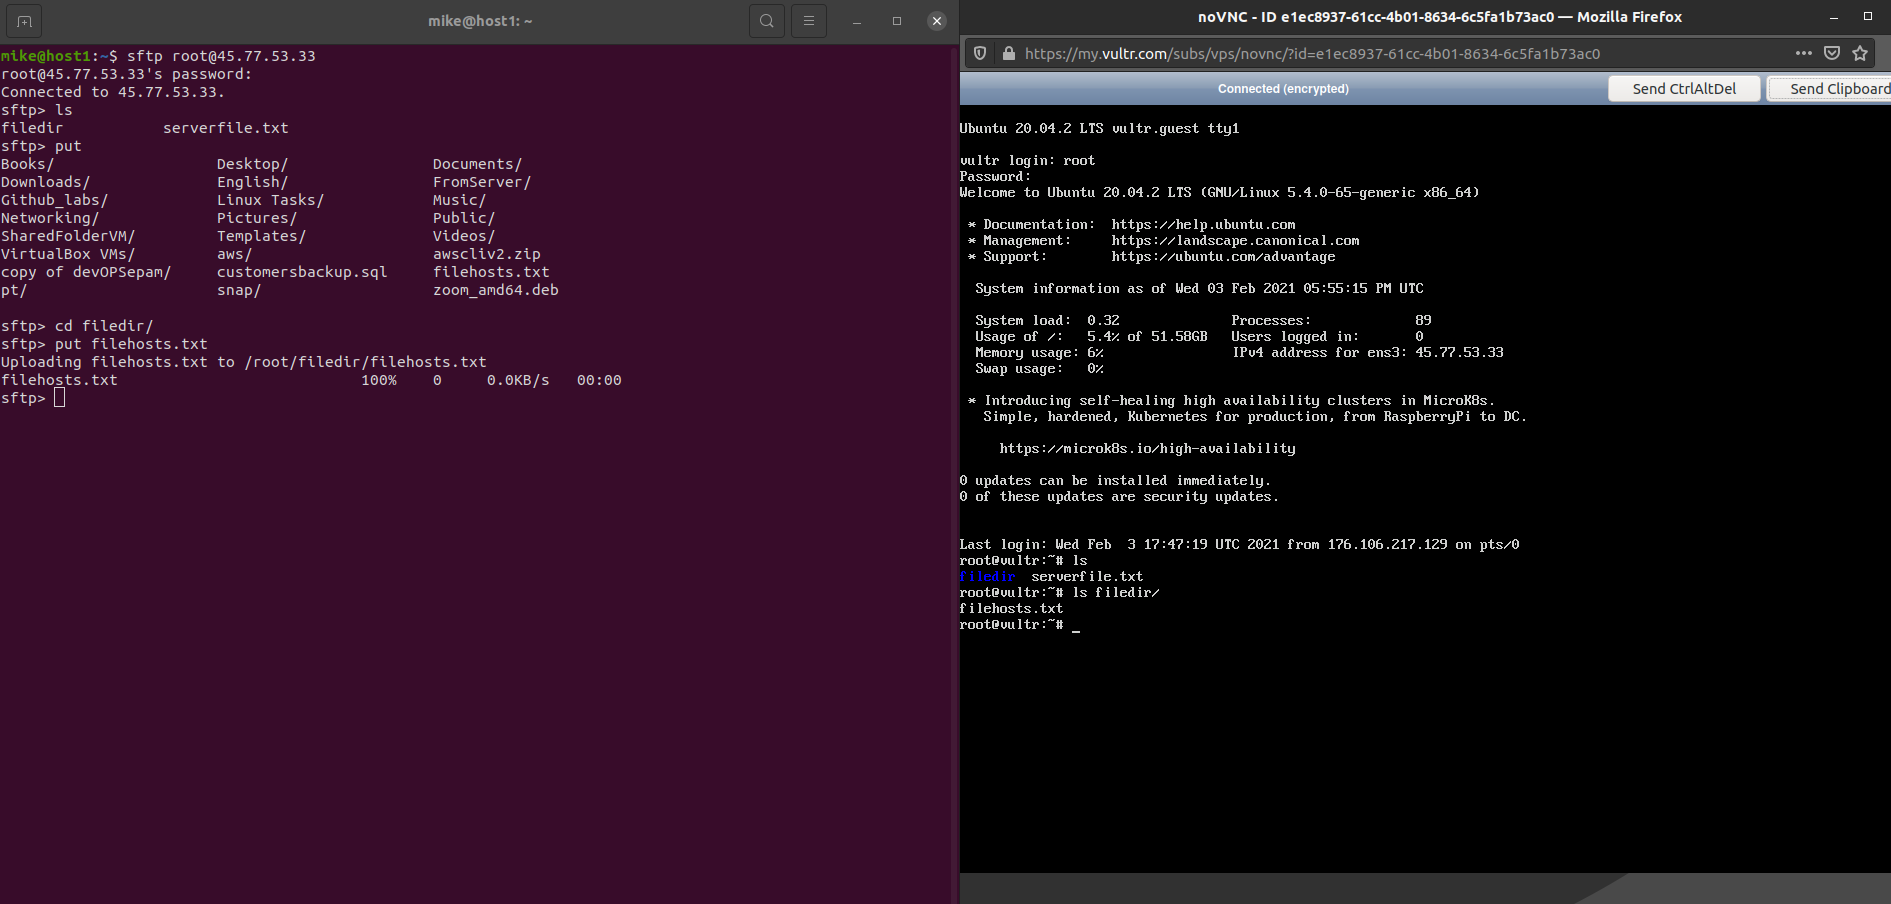 mike@host1: ~
mike@host1:~$ sftp root@45.77.53.33
root@45.77.53.33's password:
Connected to 45.77.53.33.
sftp> ls
filedir serverfile.txt
sftp> put
Books/ Desktop/ Documents/
Downloads/ English/ FromServer/
Github_labs/ Linux Tasks/ Music/
Networking/ Pictures/ Public/
SharedFolderVM/ Templates/ Videos/
VirtualBox VMs/ aws/ awscliv2.zip
copy of devOPSepam/ customersbackup.sql filehosts.txt
pt/ snap/ zoom_amd64.deb
sftp> cd filedir/
sftp> put filehosts.txt
Uploading filehosts.txt to /root/filedir/filehosts.txt
filehosts.txt 100% 0 0.0KB/s 00:00
sftp>
noVNC - ID e1ec8937-61cc-4b01-8634-6c5fa1b73ac0 — Mozilla Firefox
https://my.vultr.com/subs/vps/novnc/?id=e1ec8937-61cc-4b01-8634-6c5fa1b73ac0
Connected (encrypted) Send CtrlAltDel Send Clipboard
Ubuntu 20.04.2 LTS vultr.guest tty1
vultr login: root
Password:
Welcome to Ubuntu 20.04.2 LTS (GNU/Linux 5.4.0-65-generic x86_64)
* Documentation: https://help.ubuntu.com
* Management: https://landscape.canonical.com
* Support: https://ubuntu.com/advantage
System information as of Wed 03 Feb 2021 05:55:15 PM UTC
System load: 0.32 Processes: 89
Usage of /: 5.4% of 51.58GB Users logged in: 0
Memory usage: 6% IPv4 address for ens3: 45.77.53.33
Swap usage: 0%
* Introducing self-healing high availability clusters in MicroK8s.
Simple, hardened, Kubernetes for production, from RaspberryPi to DC.
https://microk8s.io/high-availability
0 updates can be installed immediately.
0 of these updates are security updates.
Last login: Wed Feb 3 17:47:19 UTC 2021 from 176.106.217.129 on pts/0
root@vultr:~# ls
filedir serverfile.txt
root@vultr:~# ls filedir/
filehosts.txt
root@vultr:~# _